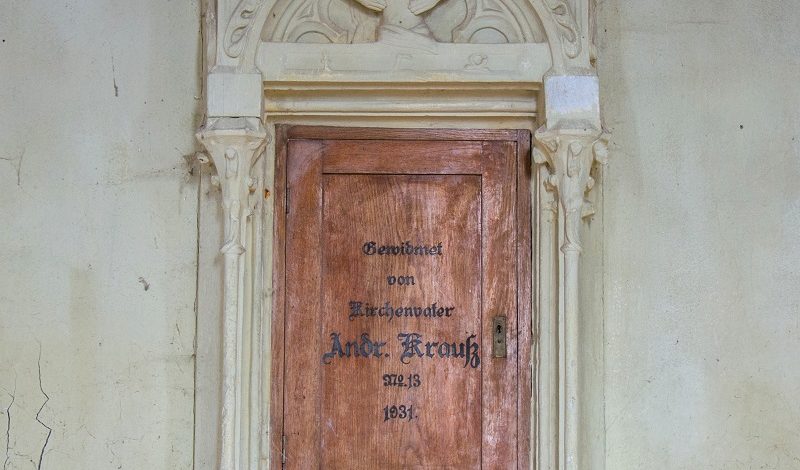 Gewidmet
von
Kirchenvater
Andr. Krauß
No. 13
1931.